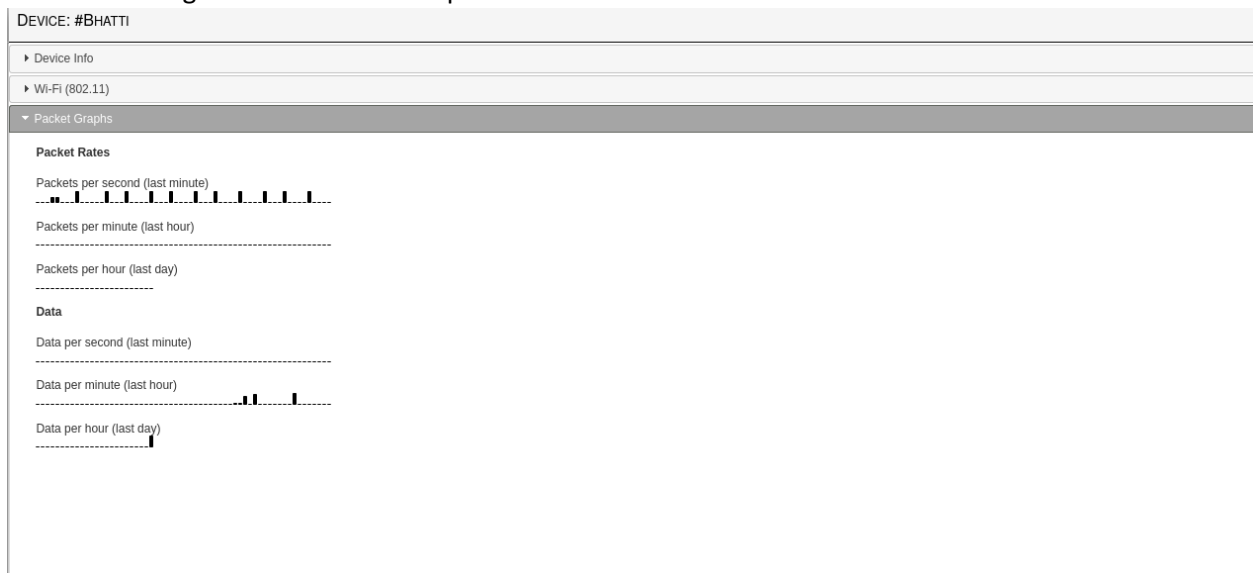 DEVICE: #BHATTI
Device Info
Wi-Fi (802.11)
Packet Graphs
Packet Rates
Packets per second (last minute)
Packets per minute (last hour)
Packets per hour (last day)
Data
Data per second (last minute)
Data per minute (last hour)
Data per hour (last day)